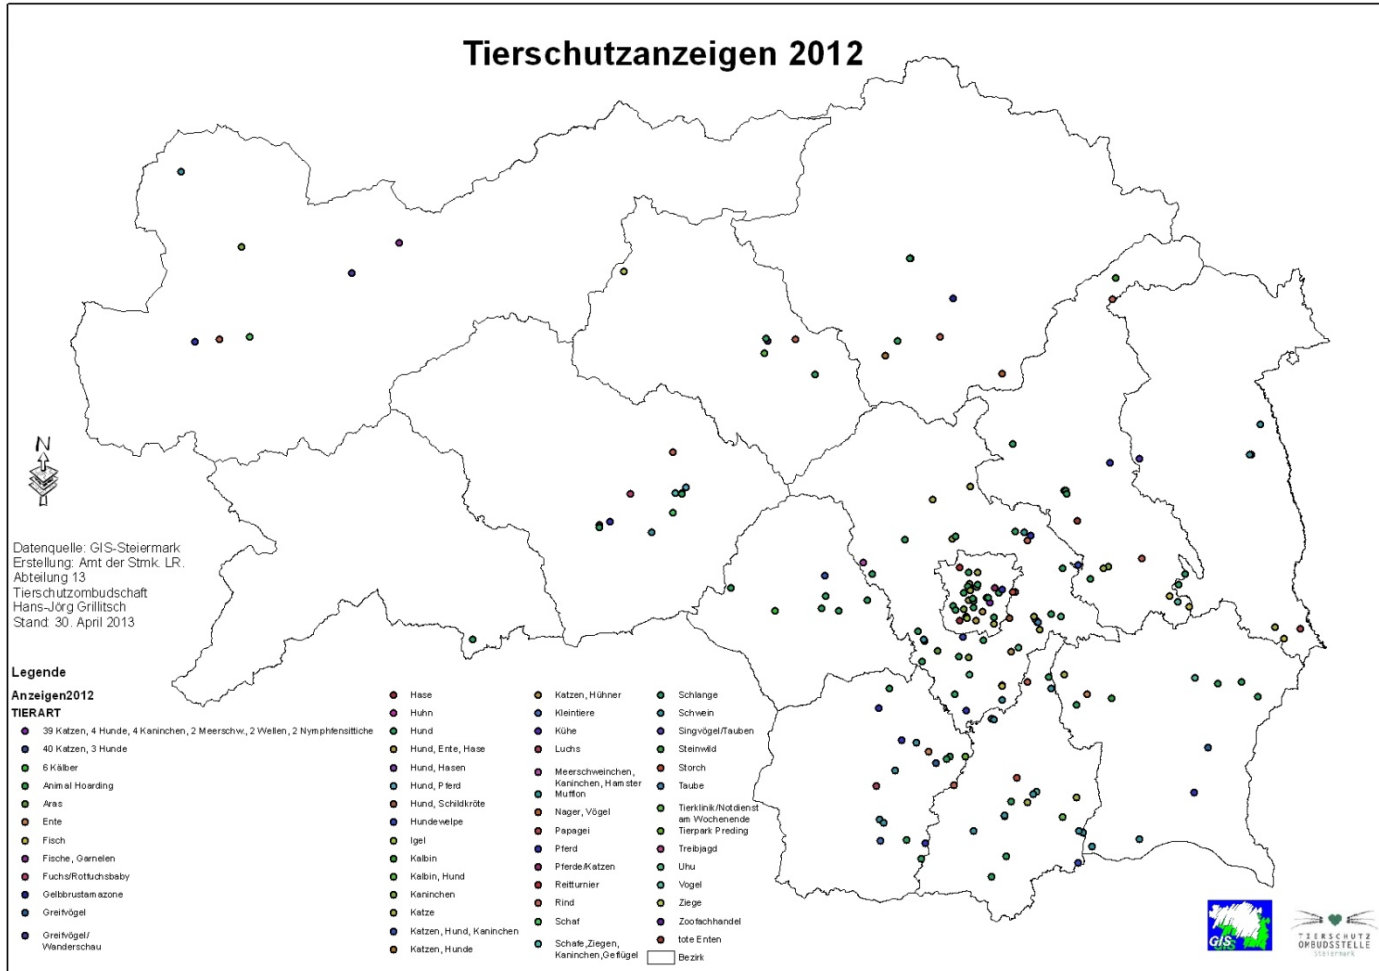 Tierschutzanzeigen 2012
N
Datenquelle: GIS-Steiermark
Erstellung: Amt der Stmk. LR.
Abteilung 13
Tierschutzombudschaft
Hans-Jörg Grillitsch
Stand: 30. April 2013
Legende
Anzeigen2012
TIERART
39 Katzen, 4 Hunde, 4 Kaninchen, 2 Meerschw., 2 Wellen, 2 Nymphensittiche
40 Katzen, 3 Hunde
6 Kälber
Animal Hoarding
Aras
Ente
Fisch
Fische, Garnelen
Fuchs/Rotfuchsbaby
Gelbbrustamazone
Greifvögel
Greifvögel/
Wanderschau
Hase
Huhn
Hund
Hund, Ente, Hase
Hund, Hasen
Hund, Pferd
Hund, Schildkröte
Hundewelpe
Igel
Kalbin
Kalbin, Hund
Kaninchen
Katze
Katzen, Hund, Kaninchen
Katzen, Hunde
Katzen, Hühner
Kleintiere
Kühe
Luchs
Meerschweinchen,
Kaninchen, Hamster
Mufflon
Nager, Vögel
Papagei
Pferd
Pferde/Katzen
Reitturnier
Rind
Schaf
Schafe,Ziegen,
Kaninchen,Geflügel
Schlange
Schwein
Singvögel/Tauben
Steinwild
Storch
Taube
Tierklinik/Notdienst
am Wochenende
Tierpark Preding
Treibjagd
Uhu
Vogel
Ziege
Zoofachhandel
tote Enten
Bezirk
GIS
TIERSCHUTZ
OMBUDSSTELLE
Steiermark